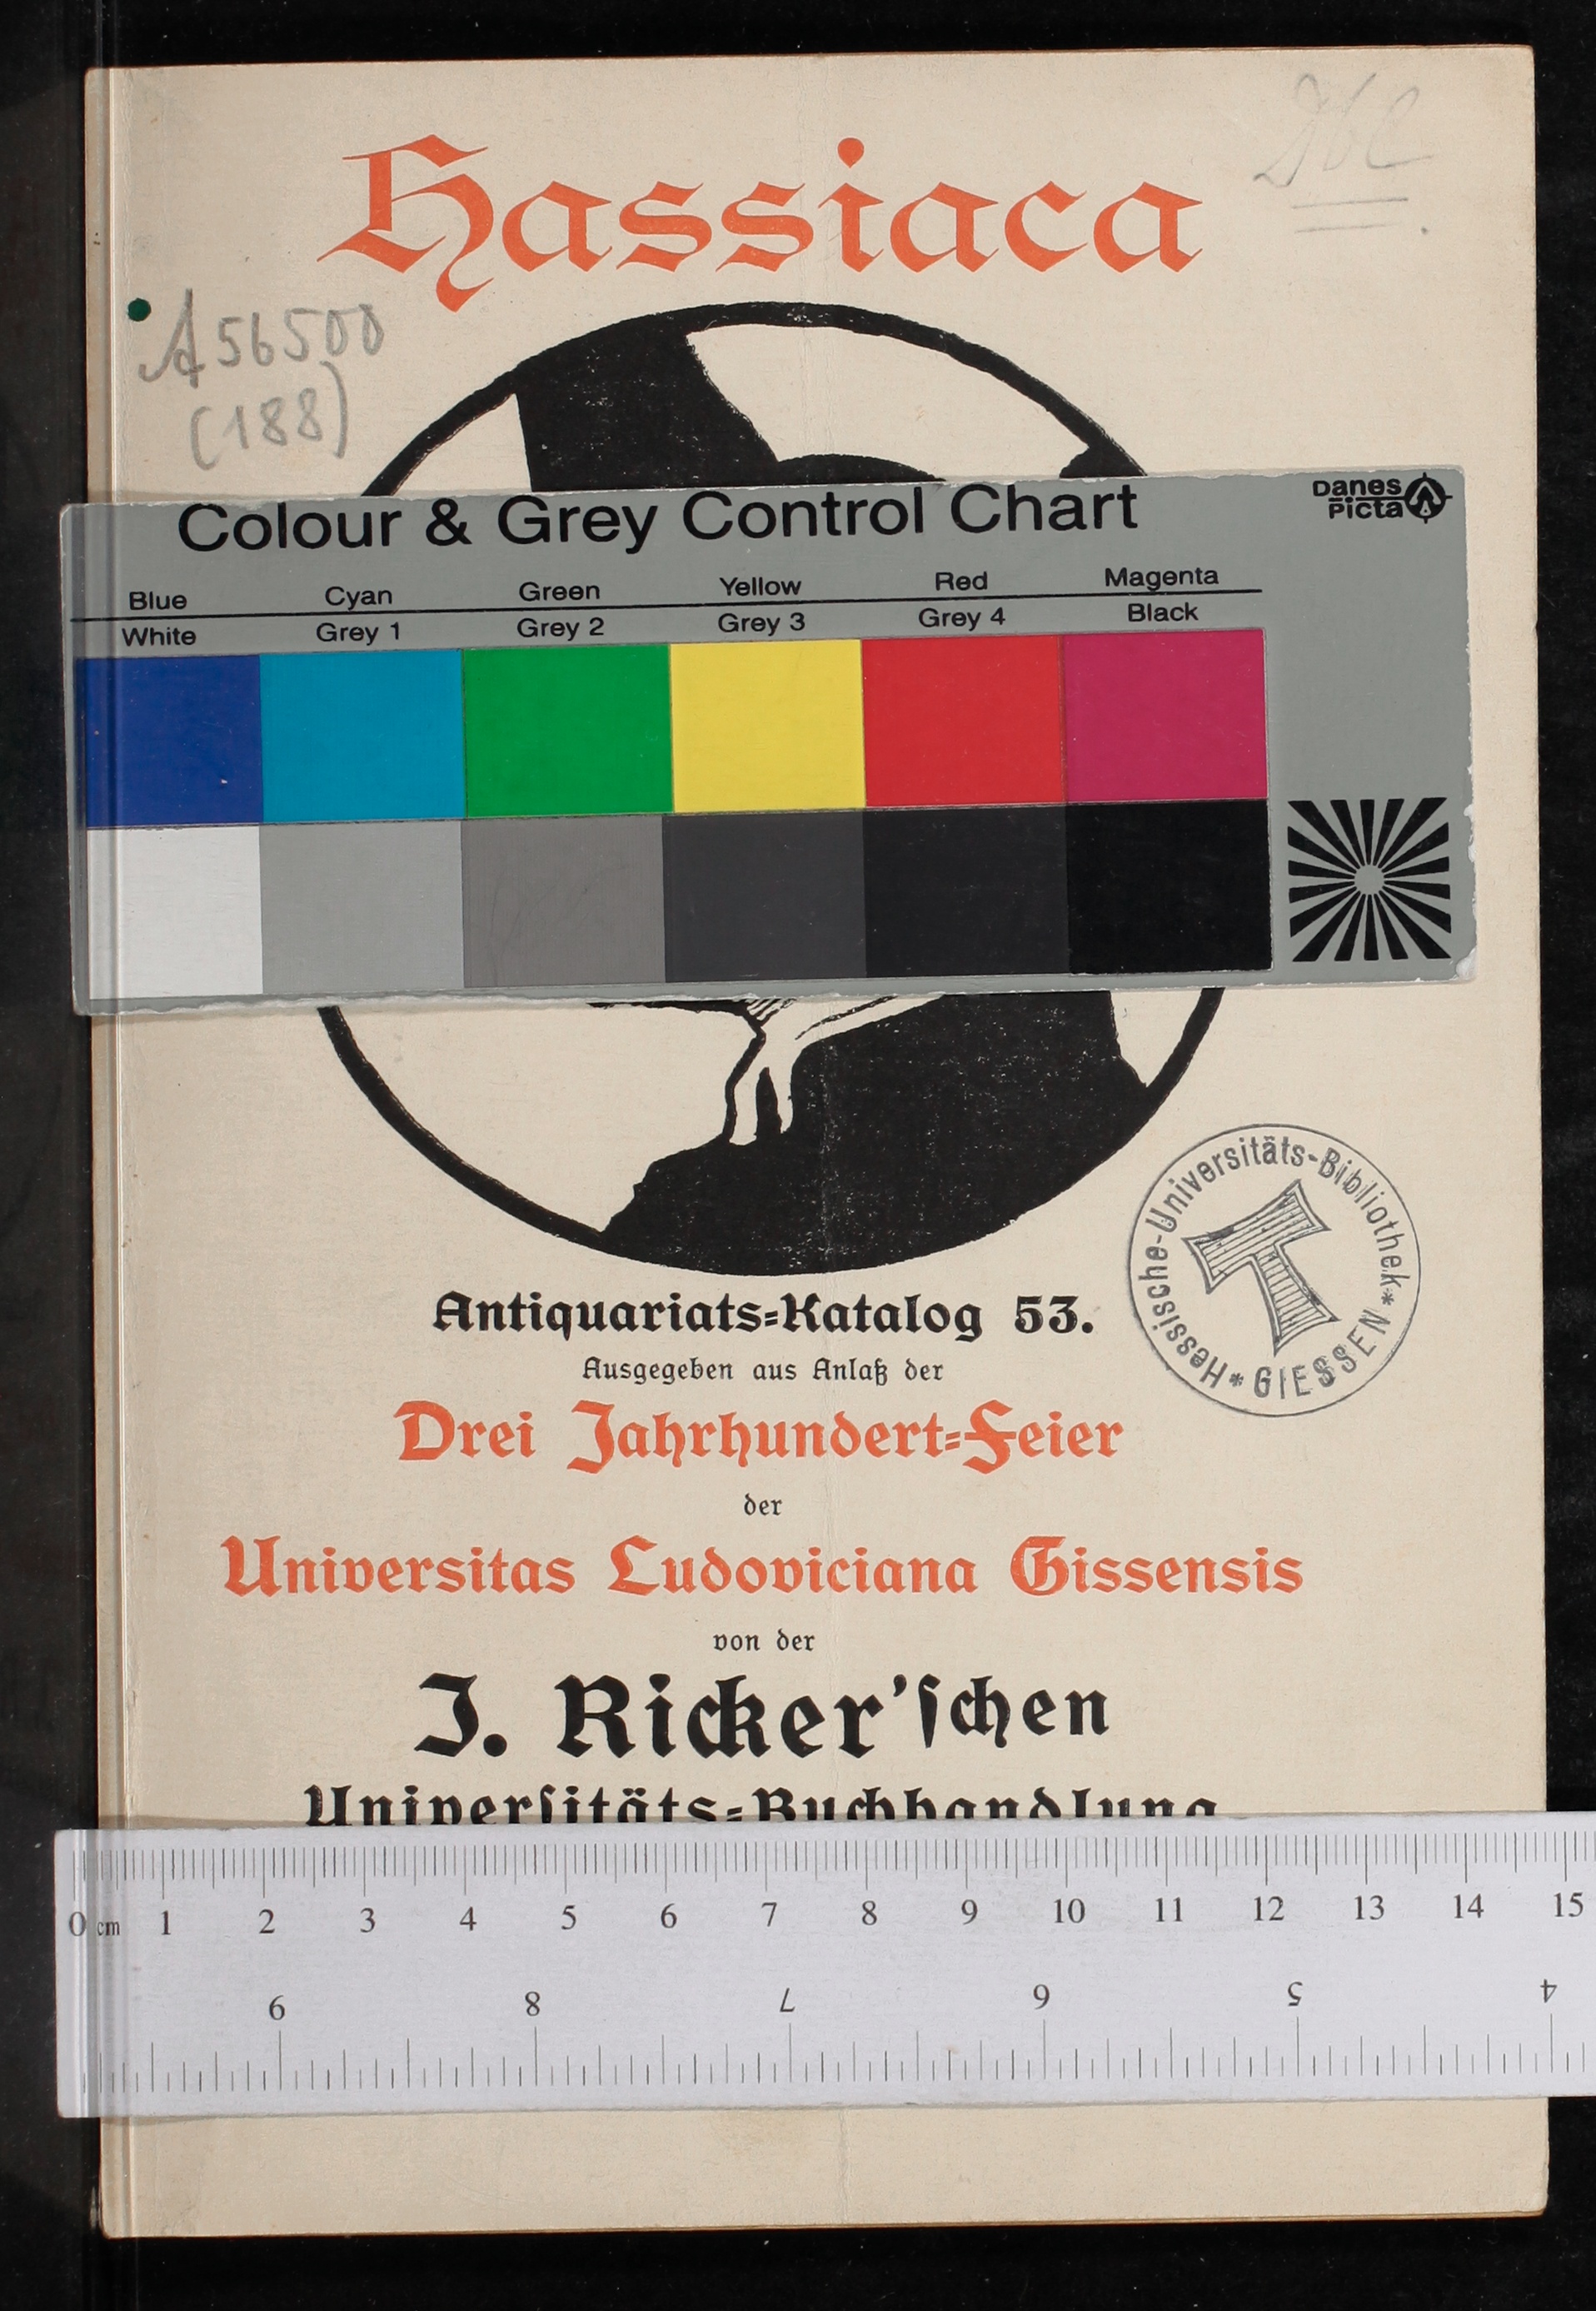 Hassiaca
A 56500
(188)
Colour & Grey Control Chart
Danes
Picta
Blue Cyan Green Yellow Red Magenta
White Grey 1 Grey 2 Grey 3 Grey 4 Black
Hessische-Universitäts-Bibliothek * GIESSEN *
Antiquariats-Katalog 53.
Ausgegeben aus Anlaß der
Drei Jahrhundert-Feier
der
Universitas Ludoviciana Gissensis
von der
J. Ricker'ſchen
Univerſitäts-Buchhandlung
0 cm 1 2 3 4 5 6 7 8 9 10 11 12 13 14 15
9 8 7 6 5 4